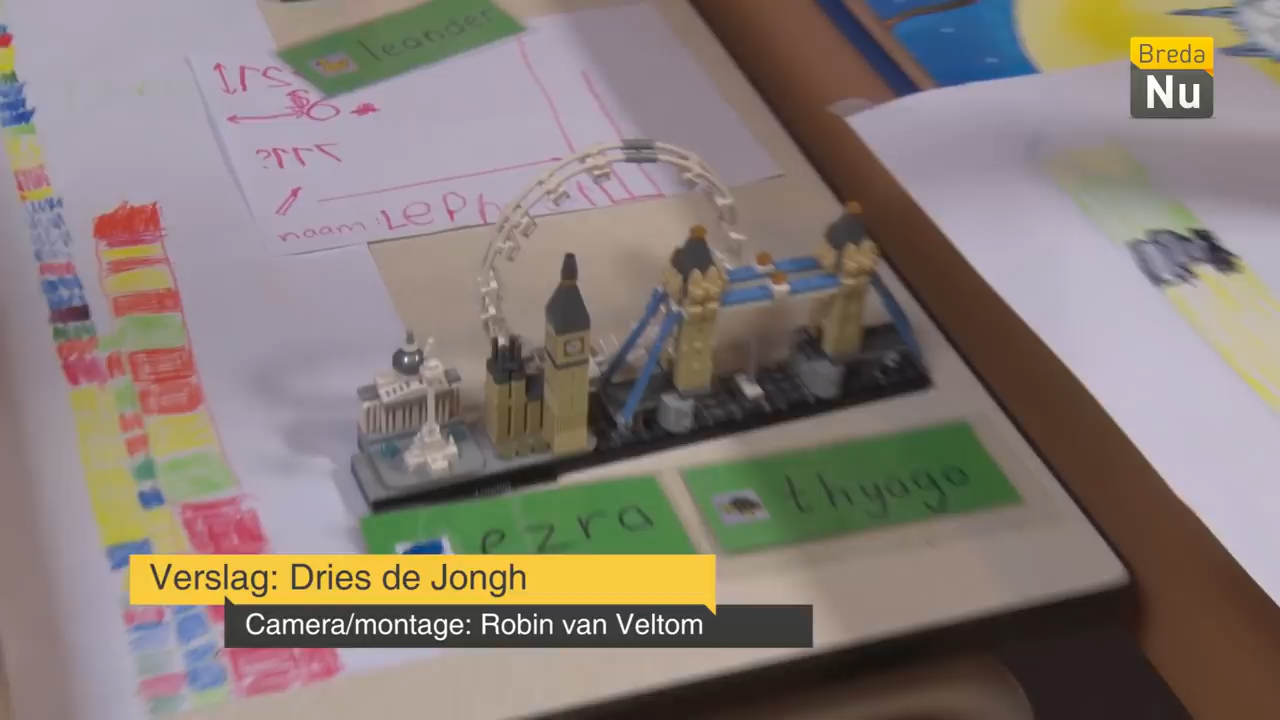 leander
Breda
Nu
naam:
ezra
thyago
Verslag: Dries de Jongh
Camera/montage: Robin van Veltom